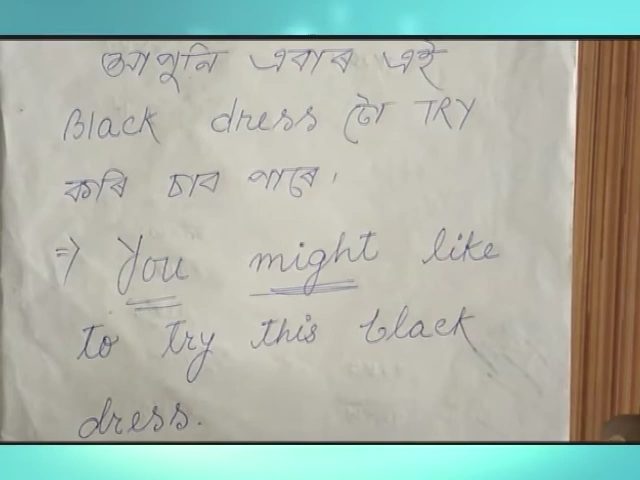 আপুনি এবাৰ এই
Black dress টো TRY
কৰি চাব পাৰে।
⇒ You might like
to try this black
dress.